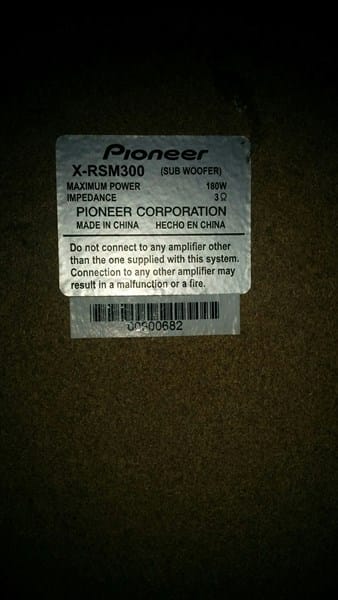 Pioneer
X-RSM300 (SUB WOOFER)
MAXIMUM POWER 180W
IMPEDANCE 3Ω
PIONEER CORPORATION
MADE IN CHINA HECHO EN CHINA
Do not connect to any amplifier other
than the one supplied with this system.
Connection to any other amplifier may
result in a malfunction or a fire.
00900682